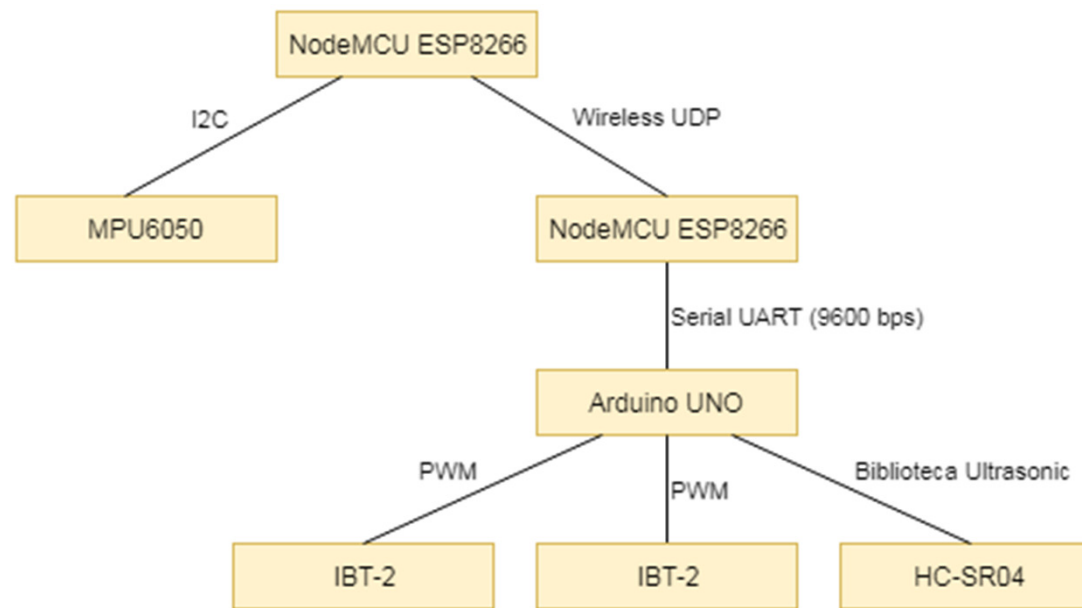 NodeMCU ESP8266
I2C
Wireless UDP
MPU6050
NodeMCU ESP8266
Serial UART (9600 bps)
Arduino UNO
PWM
PWM
Biblioteca Ultrasonic
IBT-2
IBT-2
HC-SR04